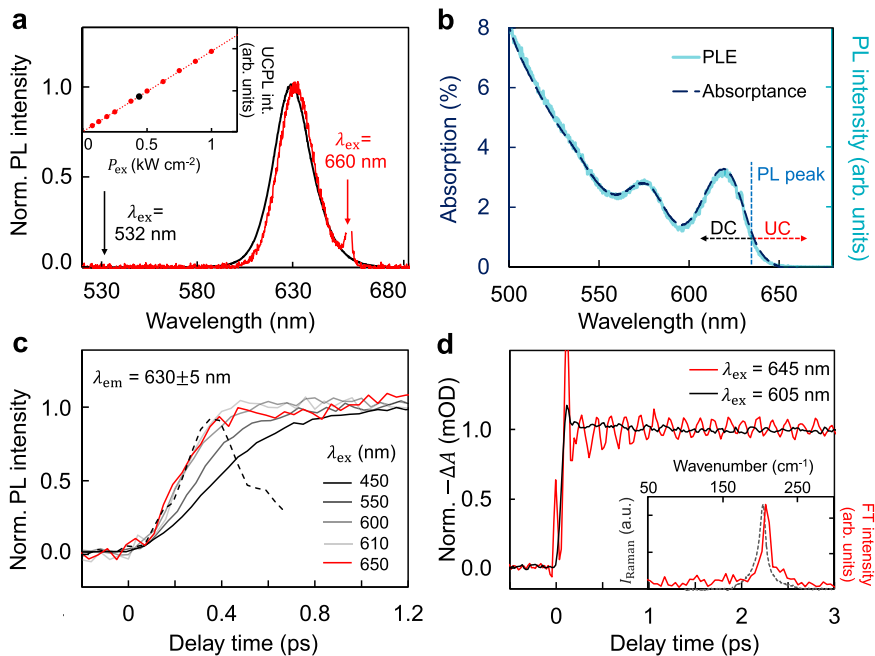 a
Norm. PL intensity
1.0
0.5
0.0
530
580
630
680
Wavelength (nm)
UCPL int.
(arb. units)
0
0.5
1
Pex (kW cm-2)
λex=
532 nm
λex=
660 nm
b
Absorption (%)
8
6
4
2
0
500
550
600
650
Wavelength (nm)
PL intensity (arb. units)
PLE
Absorptance
PL peak
DC
UC
c
Norm. PL intensity
1.0
0.5
0.0
0
0.4
0.8
1.2
Delay time (ps)
λem = 630±5 nm
λex (nm)
450
550
600
610
650
d
Norm. −ΔA (mOD)
1.0
0.5
0.0
0
1
2
3
Delay time (ps)
λex = 645 nm
λex = 605 nm
Wavenumber (cm-1)
50
100
200
300
IRaman (a.u.)
FT intensity
(arb. units)